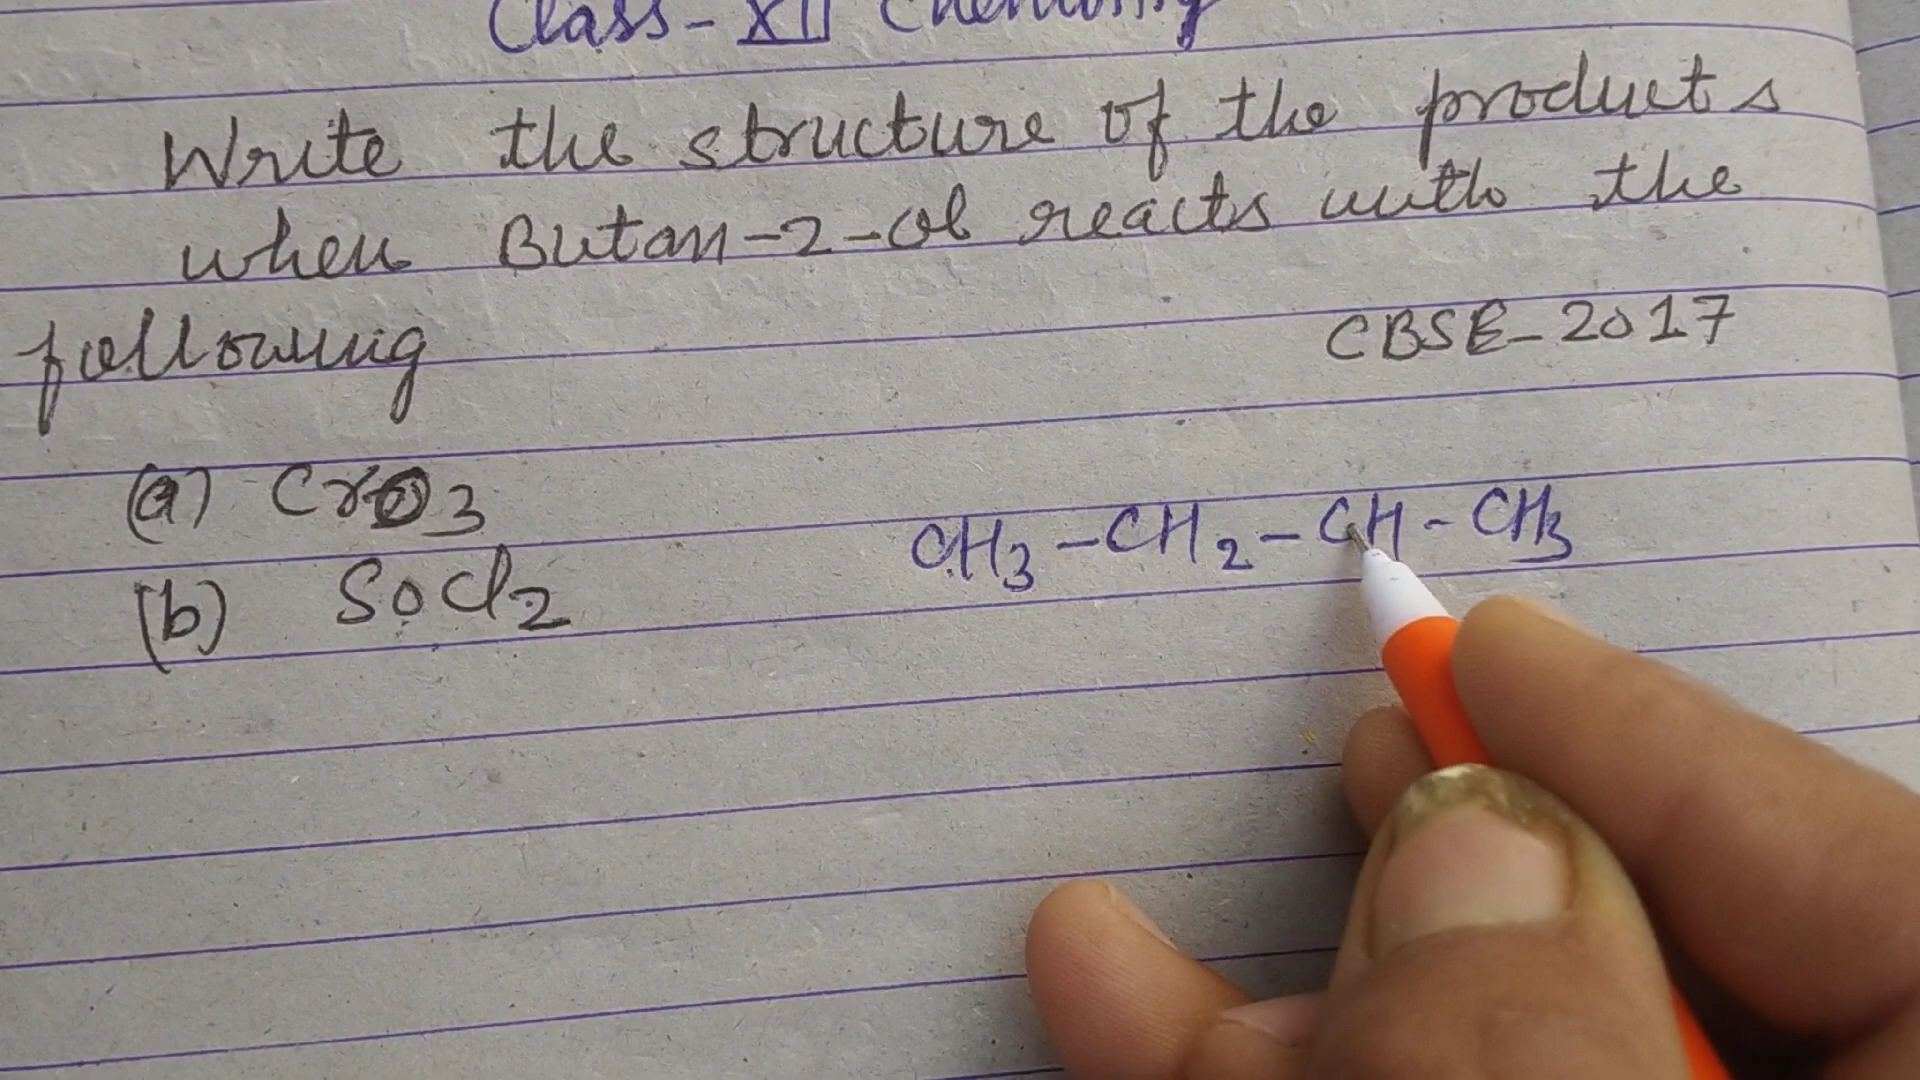 Class-XII Chemistry
Write the structure of the products
when Butan-2-ol reacts with the
following
CBSE-2017
(a) CrO3
CH3-CH2-CH-CH3
(b) SOCl2